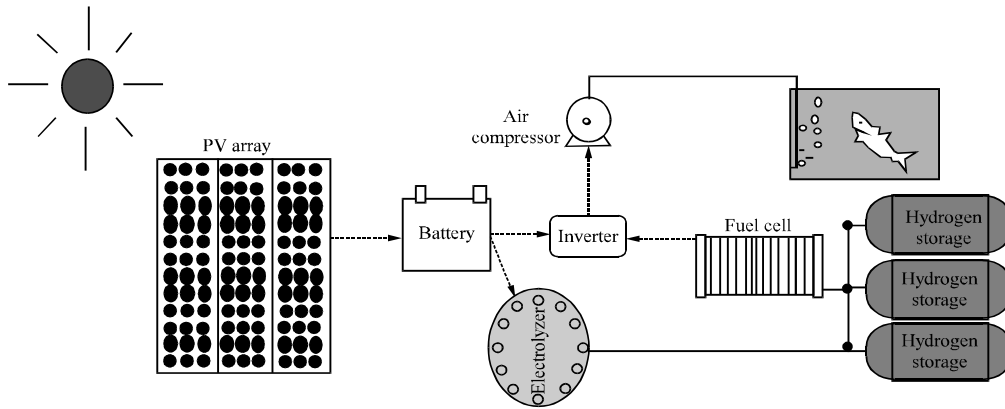 Air
compressor
PV array
Battery
Inverter
Fuel cell
Hydrogen
storage
Hydrogen
storage
Hydrogen
storage
Electrolyzer